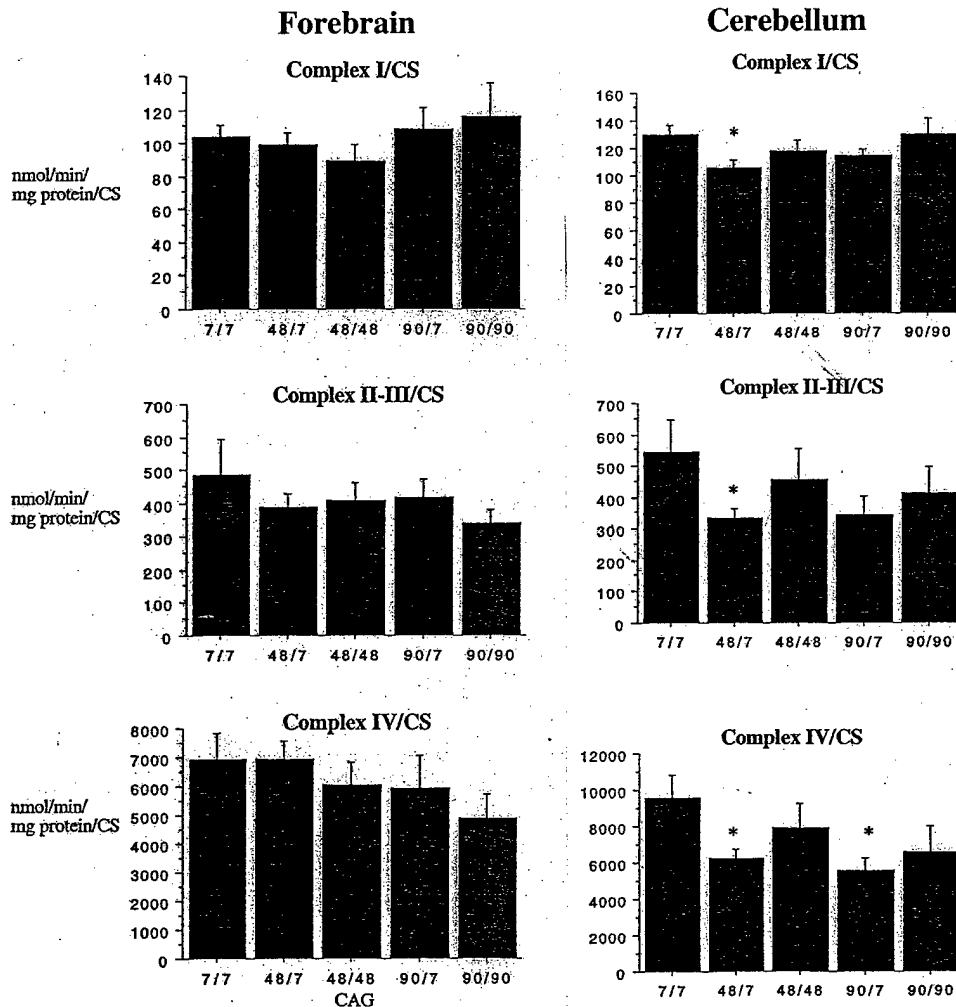 Forebrain
Cerebellum
Complex I/CS
Complex I/CS
nmol/min/
mg protein/CS
140
120
100
80
60
40
20
0
7/7 48/7 48/48 90/7 90/90
160
140
120
100
80
60
40
20
0
7/7 48/7 48/48 90/7 90/90
*
Complex II-III/CS
Complex II-III/CS
nmol/min/
mg protein/CS
700
600
500
400
300
200
100
0
7/7 48/7 48/48 90/7 90/90
700
600
500
400
300
200
100
0
7/7 48/7 48/48 90/7 90/90
*
Complex IV/CS
Complex IV/CS
nmol/min/
mg protein/CS
8000
7000
6000
5000
4000
3000
2000
1000
0
7/7 48/7 48/48 90/7 90/90
CAG
12000
10000
8000
6000
4000
2000
0
7/7 48/7 48/48 90/7 90/90
* *